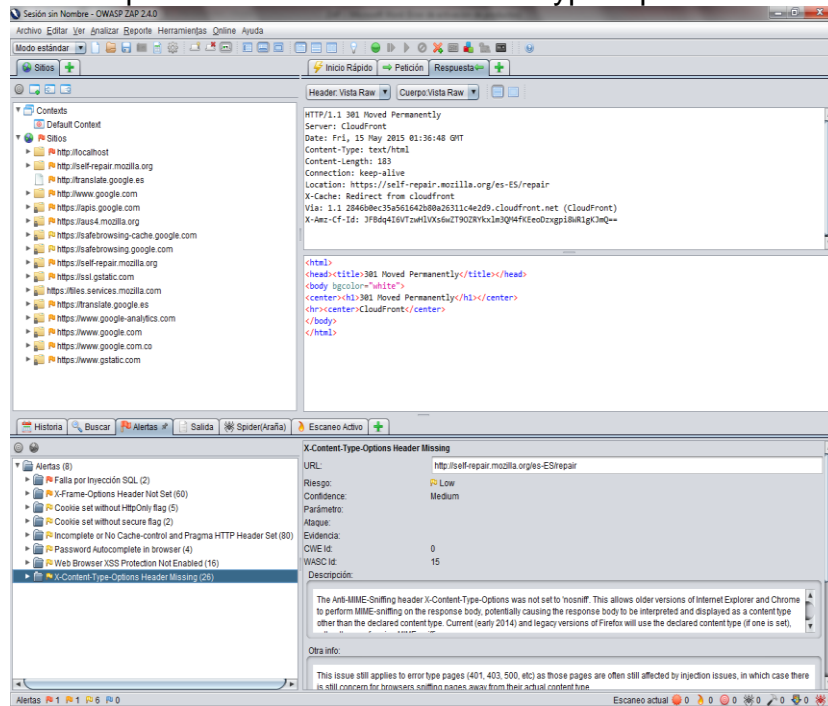 Sesión sin Nombre - OWASP ZAP 2.4.0
Archivo Editar Ver Analizar Reporte Herramientas Online Ayuda
Modo estándar
Sitios
Inicio Rápido Petición Respuesta
Header: Vista Raw Cuerpo:Vista Raw
Contexts
Default Context
Sitios
http://localhost
http://self-repair.mozilla.org
http://translate.google.es
http://www.google.com
https://apis.google.com
https://aus4.mozilla.org
https://safebrowsing-cache.google.com
https://safebrowsing.google.com
https://self-repair.mozilla.org
https://ssl.gstatic.com
https://tiles.services.mozilla.com
https://translate.google.es
https://www.google-analytics.com
https://www.google.com
https://www.google.com.co
https://www.gstatic.com
HTTP/1.1 301 Moved Permanently
Server: CloudFront
Date: Fri, 15 May 2015 01:36:48 GMT
Content-Type: text/html
Content-Length: 183
Connection: keep-alive
Location: https://self-repair.mozilla.org/es-ES/repair
X-Cache: Redirect from cloudfront
Via: 1.1 2846b0ec35a561642b80a26311c4e2d9.cloudfront.net (CloudFront)
X-Amz-Cf-Id:
<html>
<head><title>301 Moved Permanently</title></head>
<body bgcolor="white">
<center><h1>301 Moved Permanently</h1></center>
<hr><center>CloudFront</center>
</body>
</html>
Historia Buscar Alertas Salida Spider(Araña) Escaneo Activo
Alertas (8)
Falla por Inyección SQL (2)
X-Frame-Options Header Not Set (60)
Cookie set without HttpOnly flag (5)
Cookie set without secure flag (2)
Incomplete or No Cache-control and Pragma HTTP Header Set (80)
Password Autocomplete in browser (4)
Web Browser XSS Protection Not Enabled (16)
X-Content-Type-Options Header Missing (26)
X-Content-Type-Options Header Missing
URL: http://self-repair.mozilla.org/es-ES/repair
Riesgo: Low
Confidence: Medium
Parámetro:
Ataque:
Evidencia:
CWE Id: 0
WASC Id: 15
Descripción:
The Anti-MIME-Sniffing header X-Content-Type-Options was not set to 'nosniff'. This allows older versions of Internet Explorer and Chrome
to perform MIME-sniffing on the response body, potentially causing the response body to be interpreted and displayed as a content type
other than the declared content type. Current (early 2014) and legacy versions of Firefox will use the declared content type (if one is set),
Otra info:
This issue still applies to error type pages (401, 403, 500, etc) as those pages are often still affected by injection issues, in which case there
is still concern for browsers sniffing pages away from their actual content type
Alertas 1 1 6 0
Escaneo actual 0 0 0 0 0 0